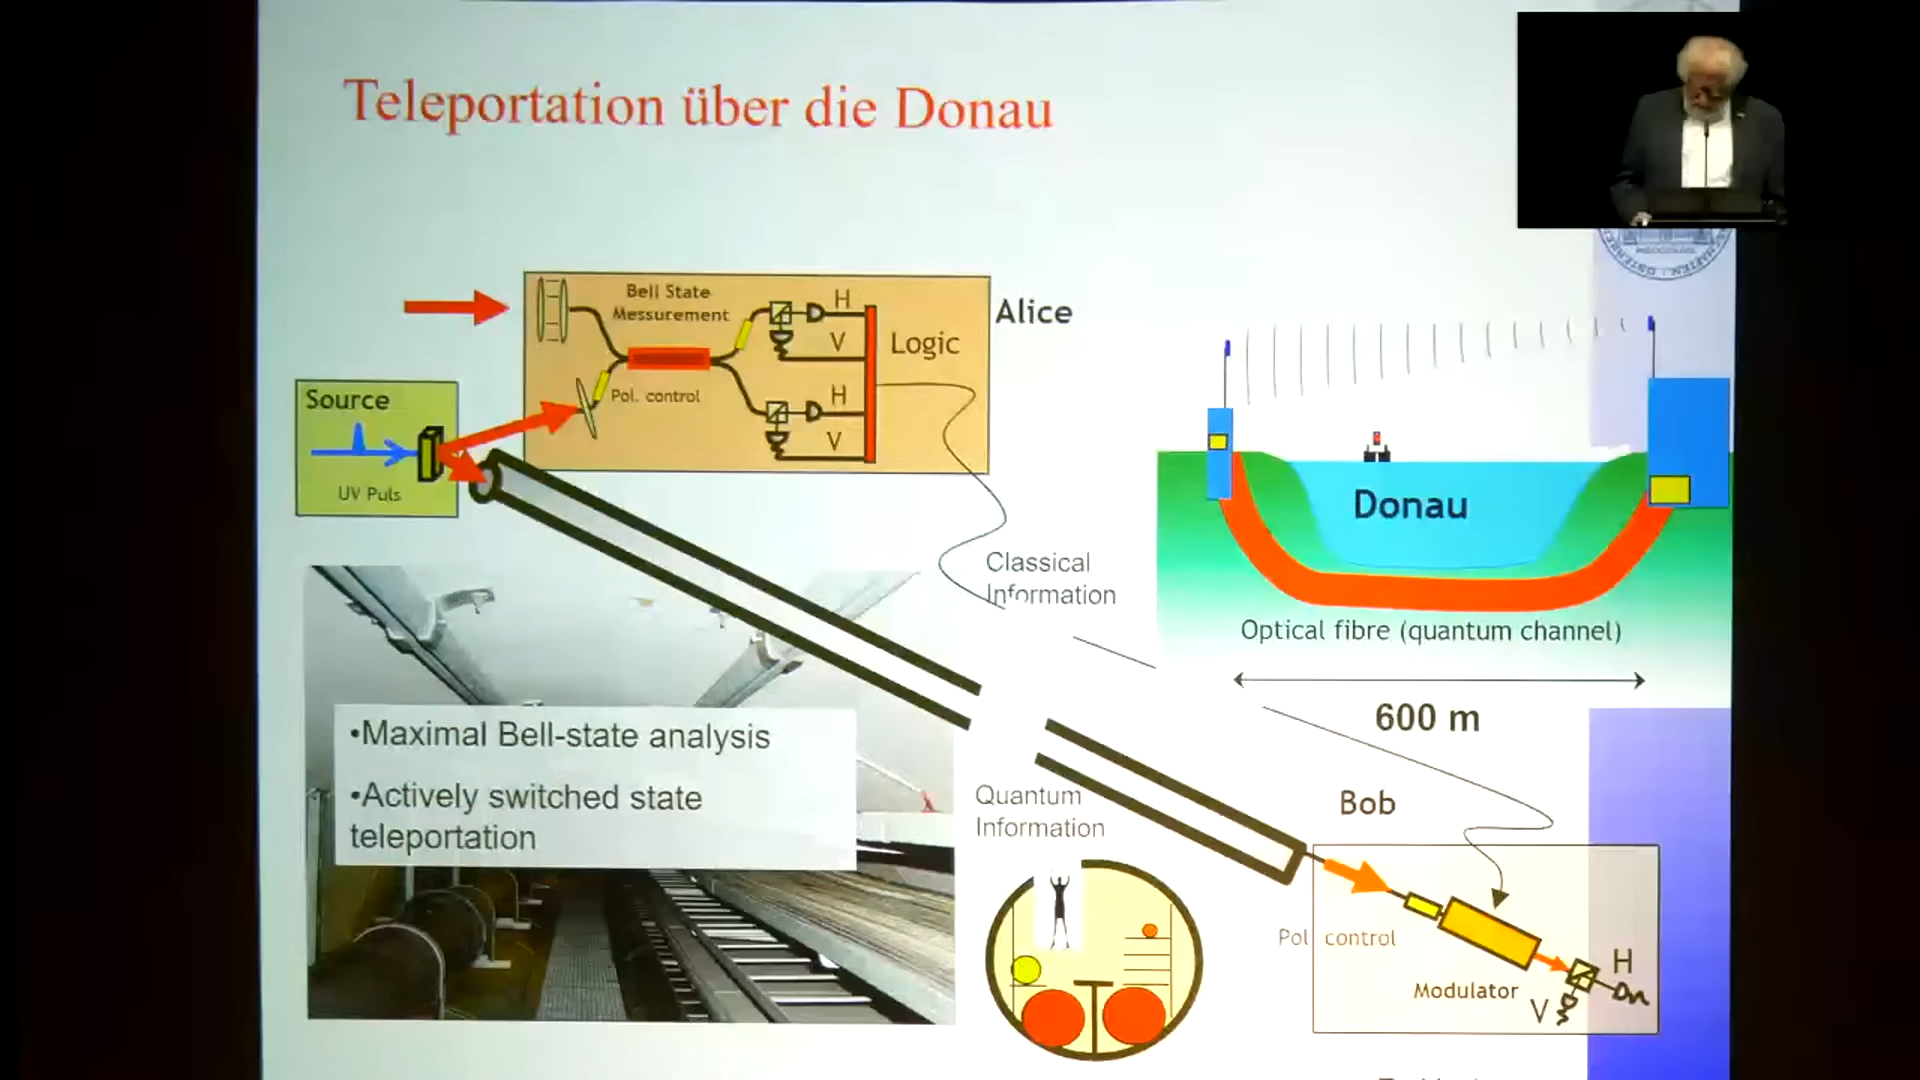 Teleportation über die Donau
Bell State
Messurement
H
V
Logic
Alice
Pol. control
H
V
Source
UV Puls
Classical
Information
Donau
Optical fibre (quantum channel)
600 m
•Maximal Bell-state analysis
•Actively switched state
teleportation
Quantum
Information
Bob
Pol. control
Modulator
H
V